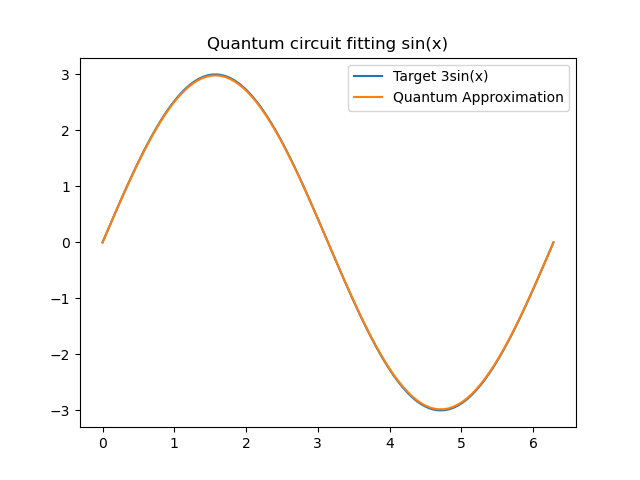 Quantum circuit fitting sin(x)
Target 3sin(x)
Quantum Approximation
3
2
1
0
−1
−2
−3
0 1 2 3 4 5 6